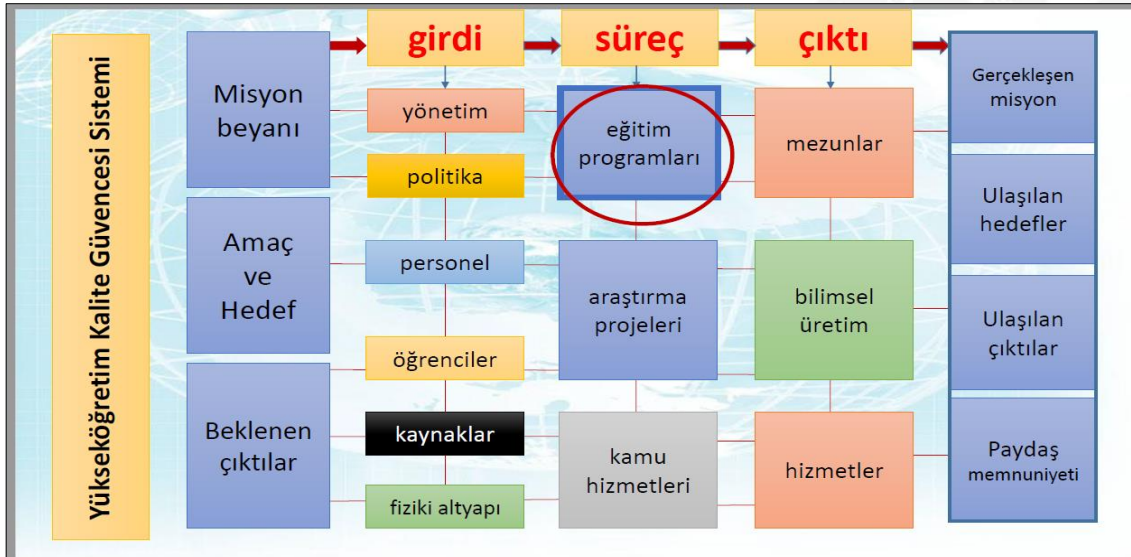 Yükseköğretim Kalite Güvencesi Sistemi
Misyon
beyanı
Amaç
ve
Hedef
Beklenen
çıktılar
girdi
yönetim
politika
personel
öğrenciler
kaynaklar
fiziki altyapı
süreç
eğitim
programları
araştırma
projeleri
kamu
hizmetleri
çıktı
mezunlar
bilimsel
üretim
hizmetler
Gerçekleşen
misyon
Ulaşılan
hedefler
Ulaşılan
çıktılar
Paydaş
memnuniyeti